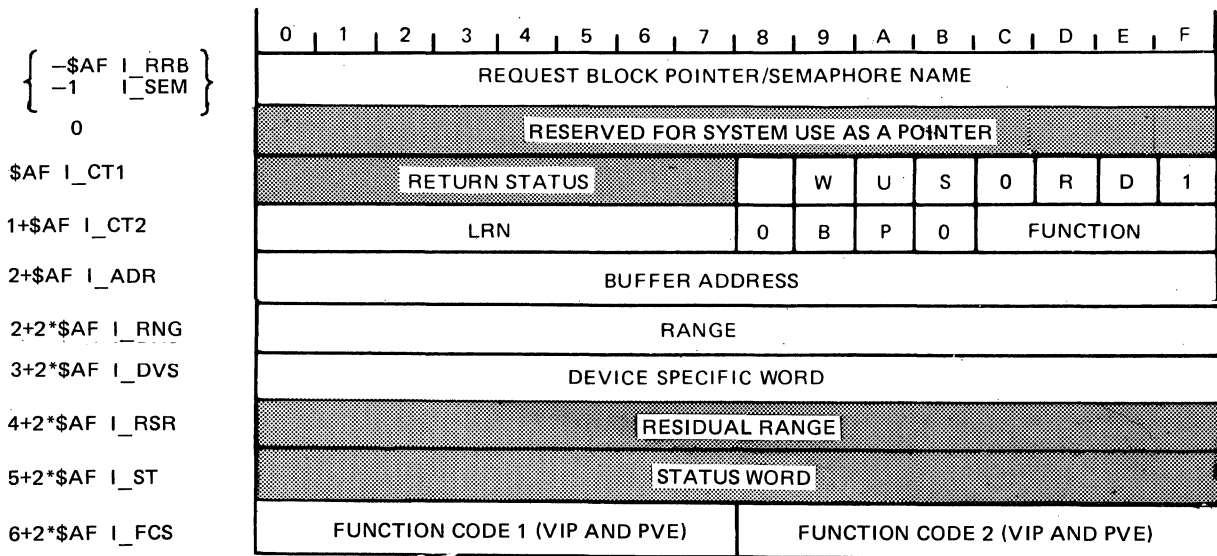 0 1 2 3 4 5 6 7 8 9 A B C D E F
−$AF I_RRB
−1 I_SEM
REQUEST BLOCK POINTER/SEMAPHORE NAME
0
RESERVED FOR SYSTEM USE AS A POINTER
$AF I_CT1 RETURN STATUS W U S 0 R D 1
1+$AF I_CT2 LRN 0 B P 0 FUNCTION
2+$AF I_ADR BUFFER ADDRESS
2+2*$AF I_RNG RANGE
3+2*$AF I_DVS DEVICE SPECIFIC WORD
4+2*$AF I_RSR RESIDUAL RANGE
5+2*$AF I_ST STATUS WORD
6+2*$AF I_FCS FUNCTION CODE 1 (VIP AND PVE) FUNCTION CODE 2 (VIP AND PVE)